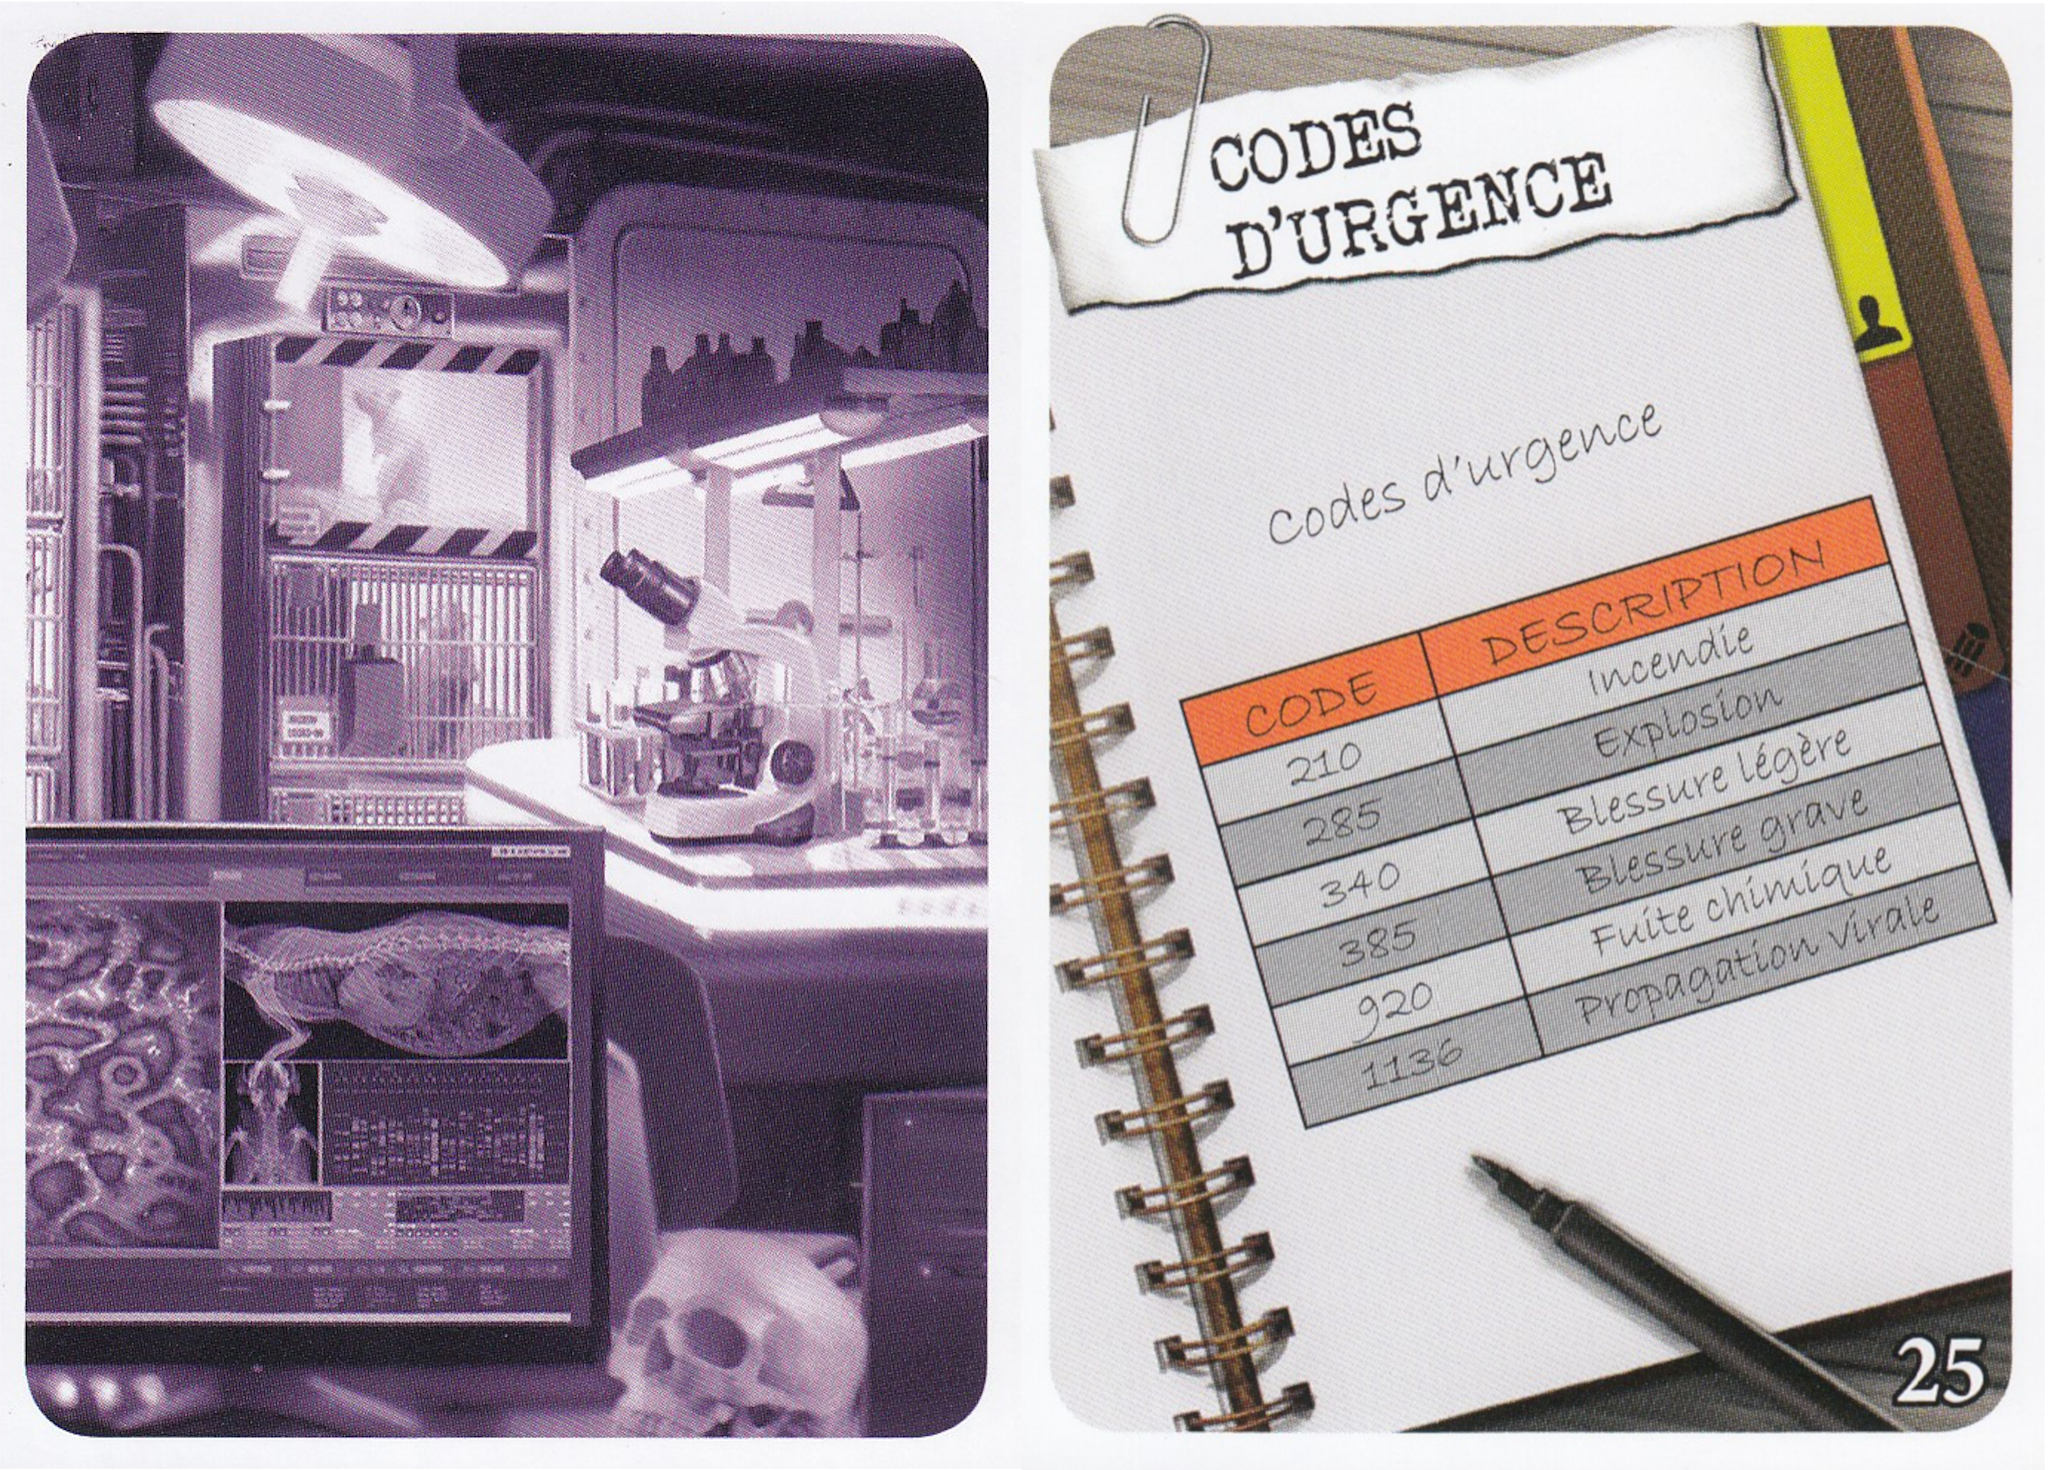 CODES
D'URGENCE
Codes d'urgence
CODE DESCRIPTION
210 Incendie
285 Explosion
340 Blessure légère
385 Blessure grave
920 Fuite chimique
1136 Propagation virale
25